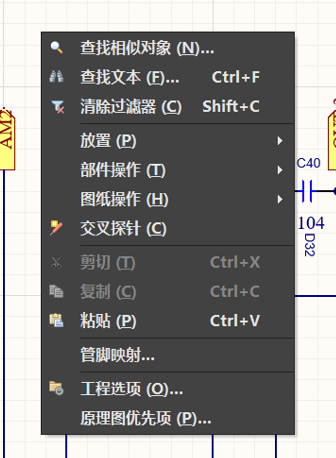 查找相似对象 (N)...
查找文本 (F)... Ctrl+F
清除过滤器 (C) Shift+C
放置 (P)
部件操作 (T)
图纸操作 (H)
交叉探针 (C)
剪切 (T) Ctrl+X
复制 (C) Ctrl+C
粘贴 (P) Ctrl+V
管脚映射...
工程选项 (O)...
原理图优先项 (P)...
AM2
C40
104
D32